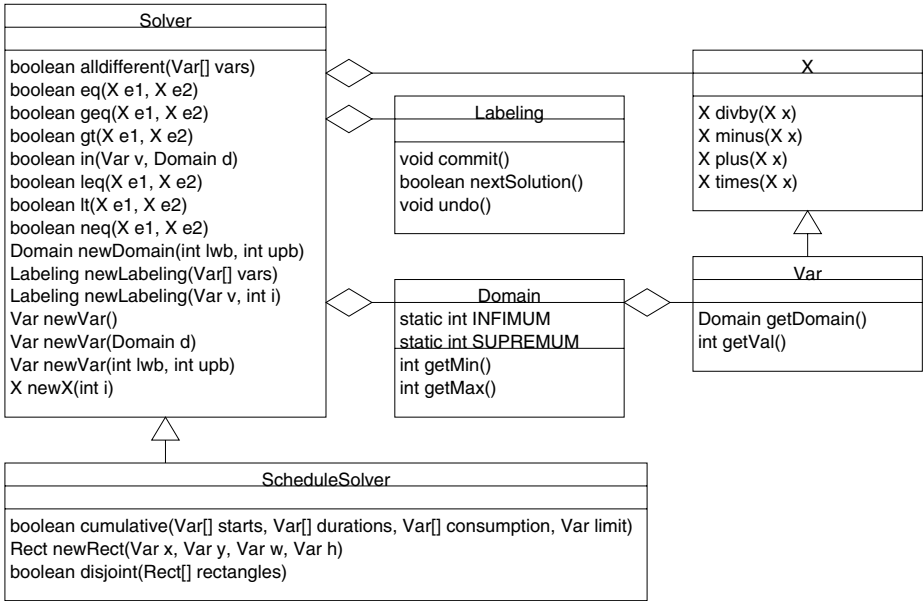 Solver
boolean alldifferent(Var[] vars)
boolean eq(X e1, X e2)
boolean geq(X e1, X e2)
boolean gt(X e1, X e2)
boolean in(Var v, Domain d)
boolean leq(X e1, X e2)
boolean lt(X e1, X e2)
boolean neq(X e1, X e2)
Domain newDomain(int lwb, int upb)
Labeling newLabeling(Var[] vars)
Labeling newLabeling(Var v, int i)
Var newVar()
Var newVar(Domain d)
Var newVar(int lwb, int upb)
X newX(int i)
Labeling
void commit()
boolean nextSolution()
void undo()
X
X divby(X x)
X minus(X x)
X plus(X x)
X times(X x)
Domain
static int INFIMUM
static int SUPREMUM
int getMin()
int getMax()
Var
Domain getDomain()
int getVal()
ScheduleSolver
boolean cumulative(Var[] starts, Var[] durations, Var[] consumption, Var limit)
Rect newRect(Var x, Var y, Var w, Var h)
boolean disjoint(Rect[] rectangles)